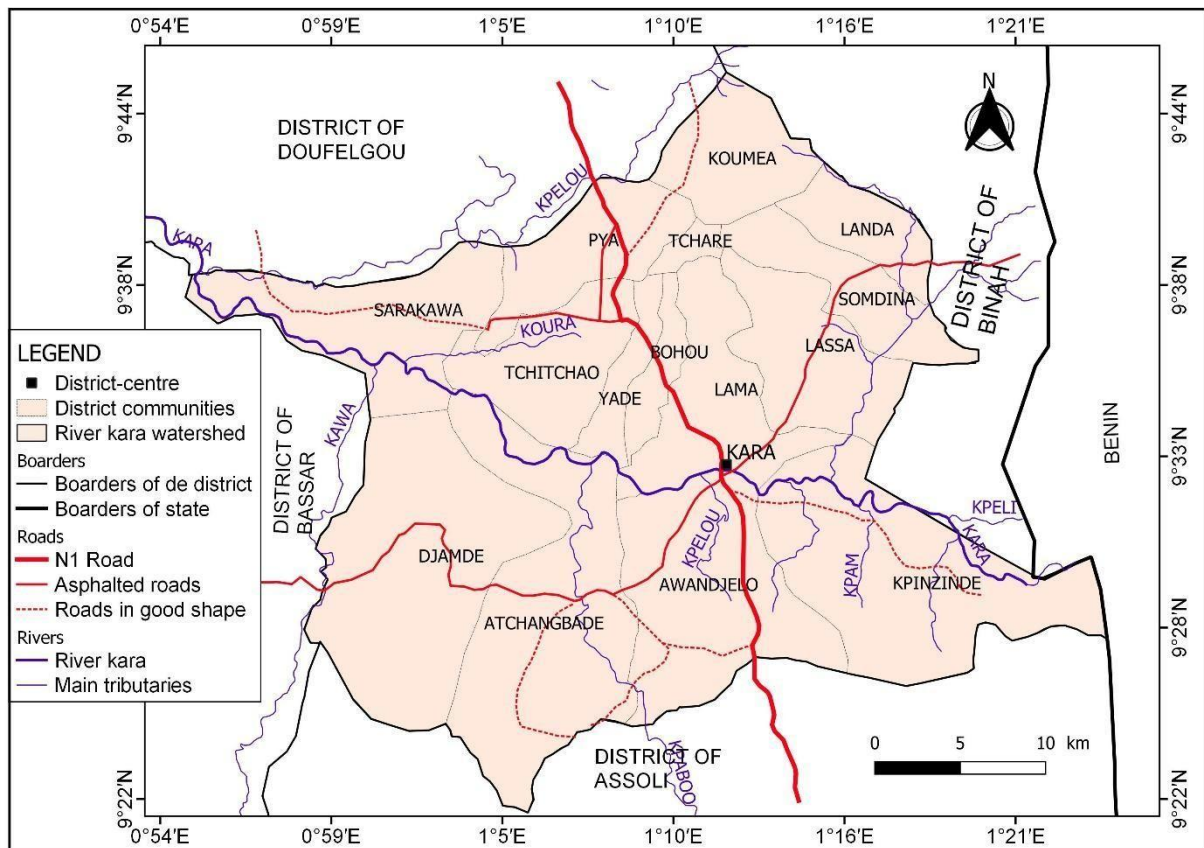 0°54′E
0°59′E
1°5′E
1°10′E
1°16′E
1°21′E
9°44′N
9°44′N
N
DISTRICT OF
DOUFELGOU
KOUMEA
KPELOU
KARA
PYA
TCHARE
LANDA
DISTRICT OF
BINAH
9°38′N
9°38′N
SARAKAWA
SOMDINA
KOURA
LASSA
BOHOU
TCHITCHAO
YADE
LAMA
LEGEND
District-centre
District communities
River kara watershed
Boarders
Boarders of de district
Boarders of state
Roads
N1 Road
Asphalted roads
Roads in good shape
Rivers
River kara
Main tributaries
KAWA
DISTRICT OF
BASSAR
BENIN
KARA
9°33′N
9°33′N
KPELI
KARA
KPELOU
KPAM
DJAMDE
AWANDJELO
KPINZINDE
ATCHANGBADE
9°28′N
9°28′N
DISTRICT OF
ASSOLI
KPABOO
0 5 10 km
9°22′N
9°22′N
0°54′E
0°59′E
1°5′E
1°10′E
1°16′E
1°21′E